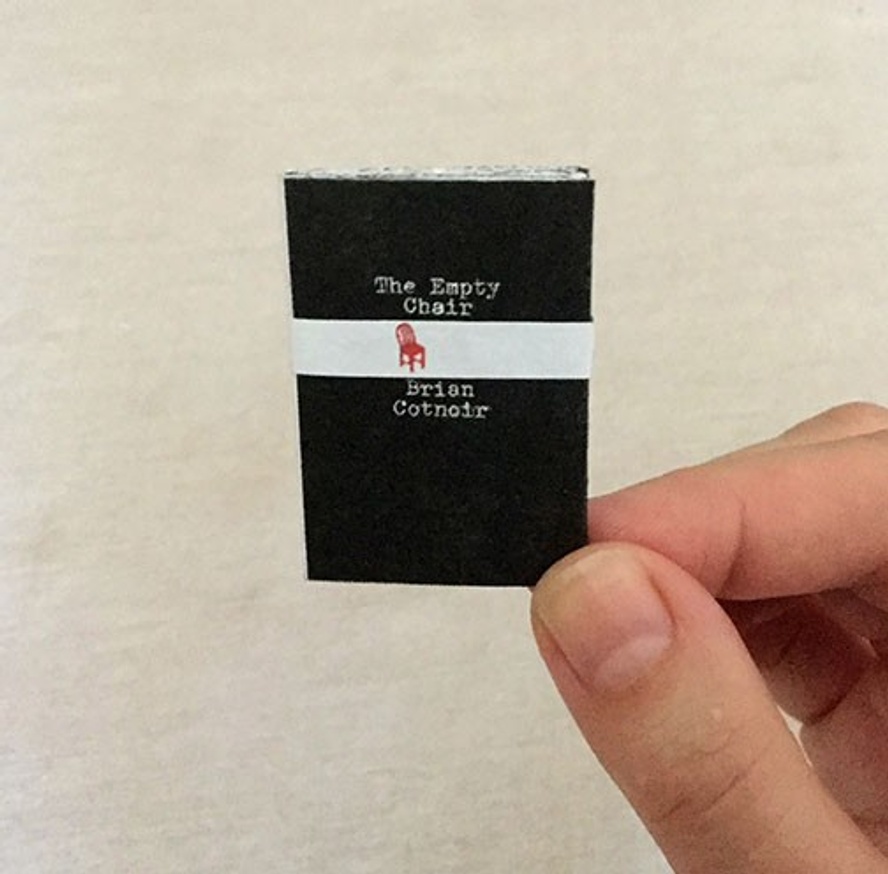 The Empty
Chair
Brian
Cotnoir